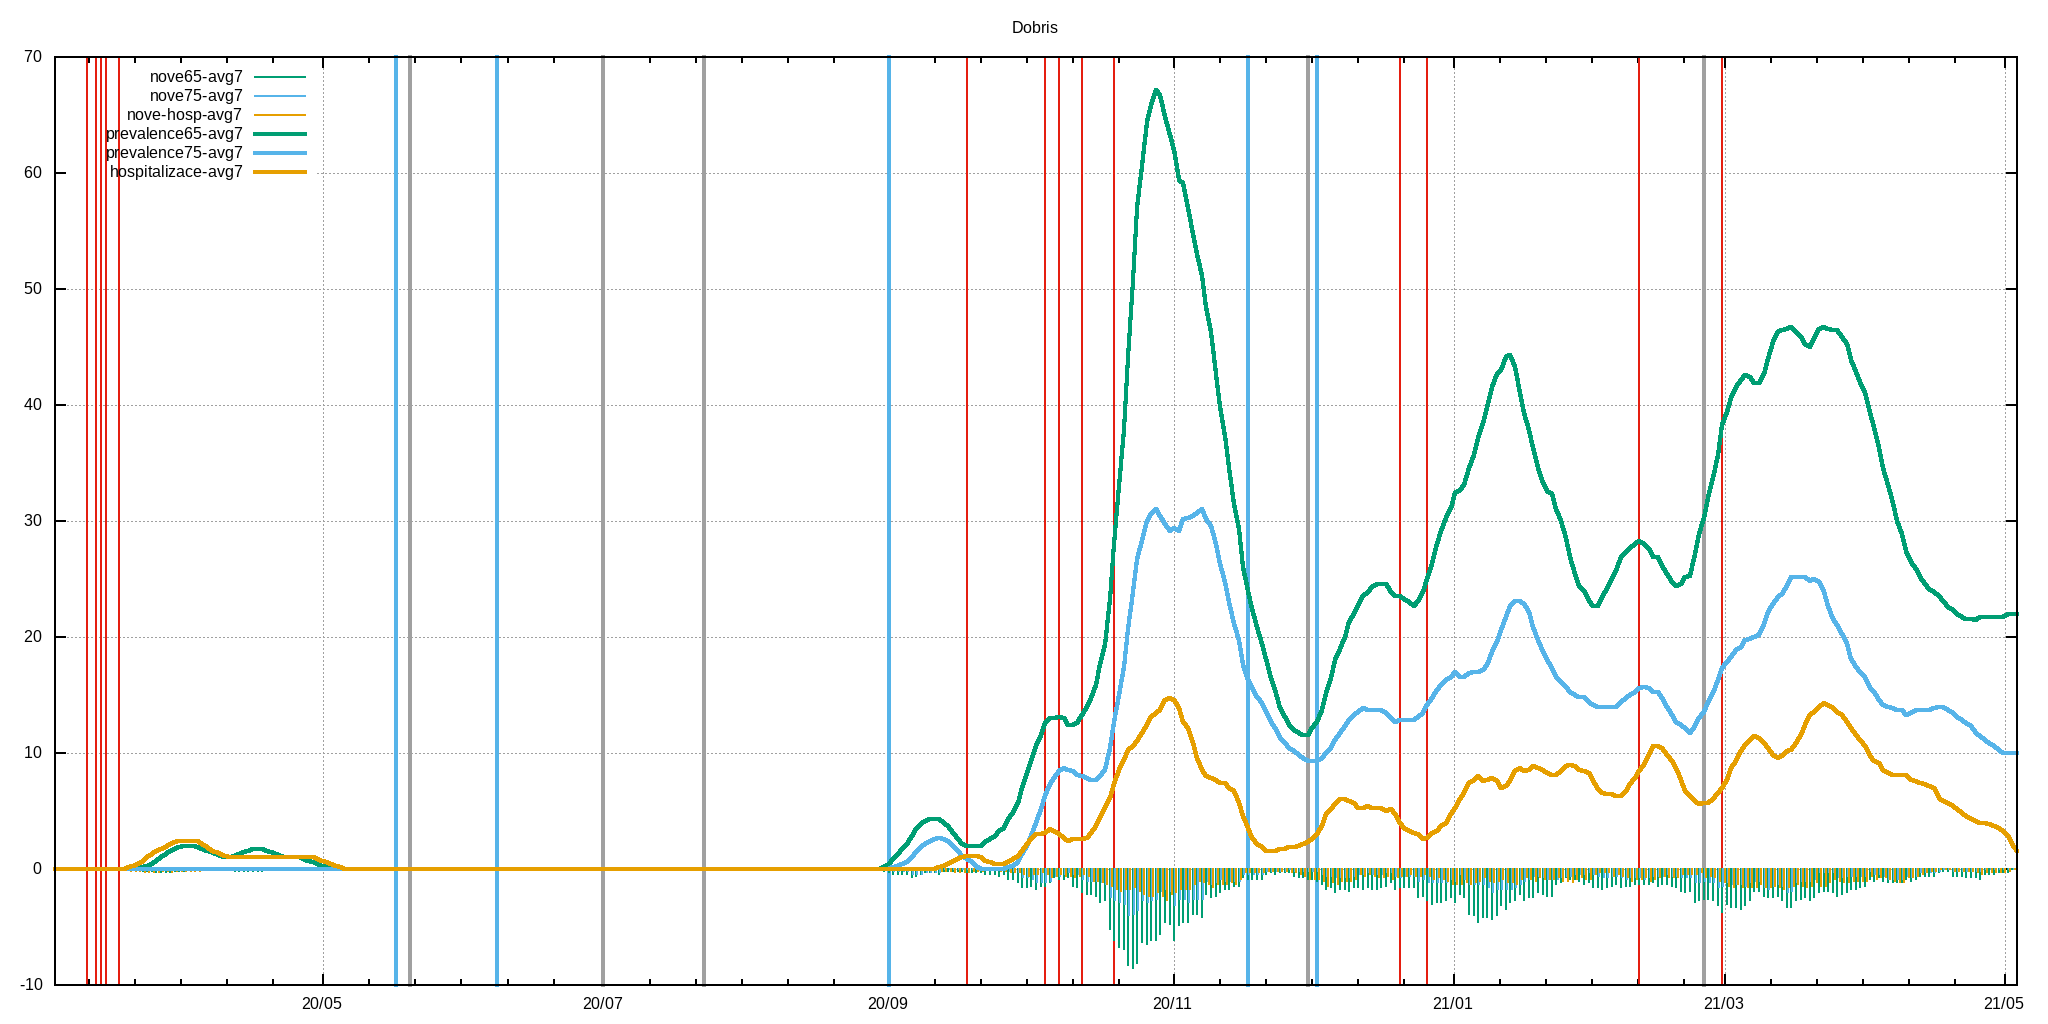 Dobris
nove65-avg7
nove75-avg7
nove-hosp-avg7
prevalence65-avg7
prevalence75-avg7
hospitalizace-avg7
70
60
50
40
30
20
10
0
-10
20/05 20/07 20/09 20/11 21/01 21/03 21/05